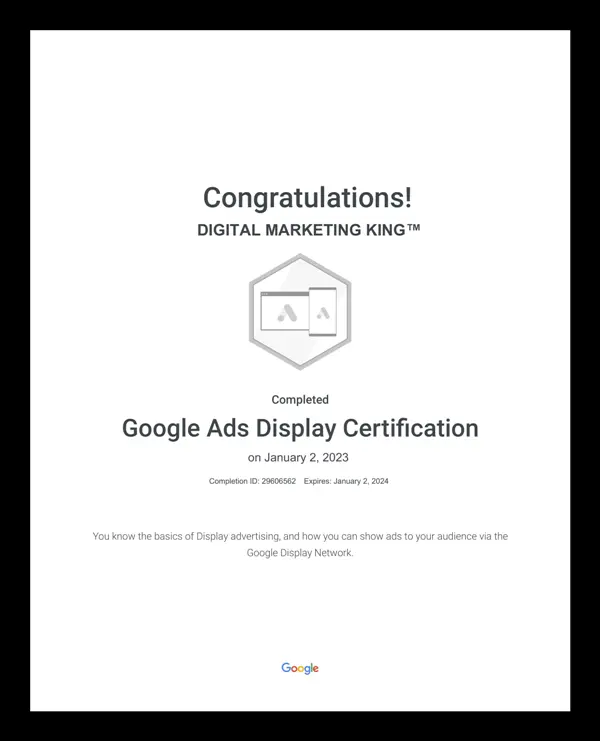 Congratulations!
DIGITAL MARKETING KING™
Completed
Google Ads Display Certification
on January 2, 2023
Completion ID: 29606562 Expires: January 2, 2024
You know the basics of Display advertising, and how you can show ads to your audience via the
Google Display Network.
Google